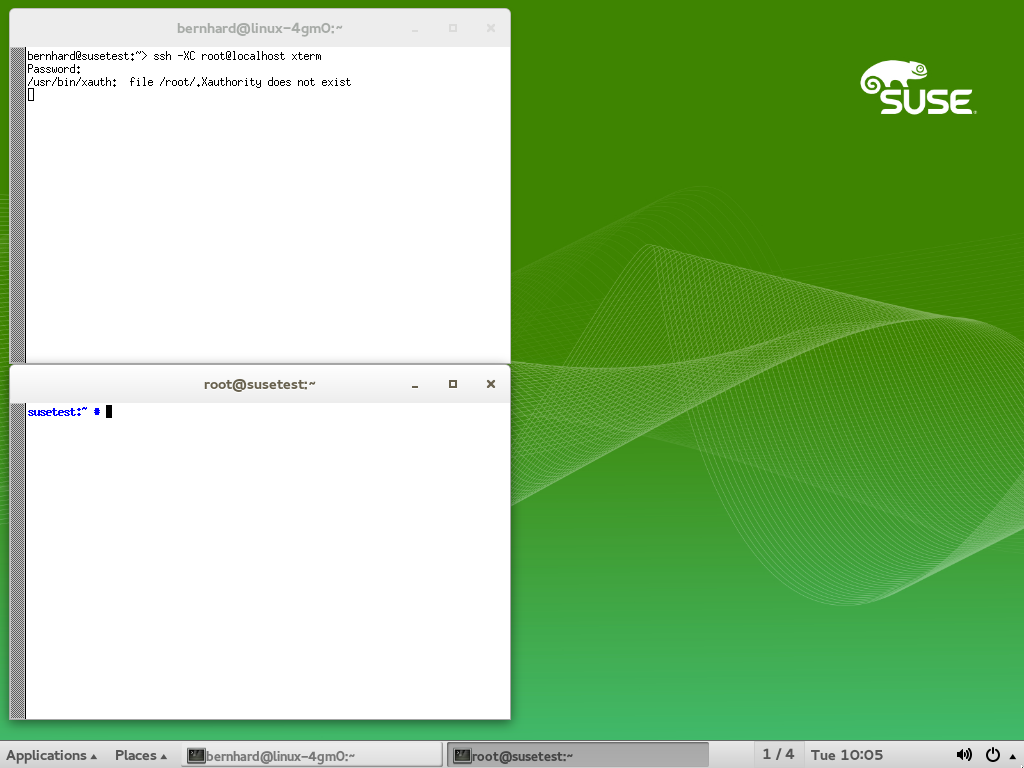 bernhard@linux-4gm0:~
bernhard@susetest:~> ssh -XC root@localhost xterm
Password:
/usr/bin/xauth:  file /root/.Xauthority does not exist
SUSE
root@susetest:~
susetest:~ #
Applications
Places
bernhard@linux-4gm0:~
root@susetest:~
1 / 4
Tue 10:05